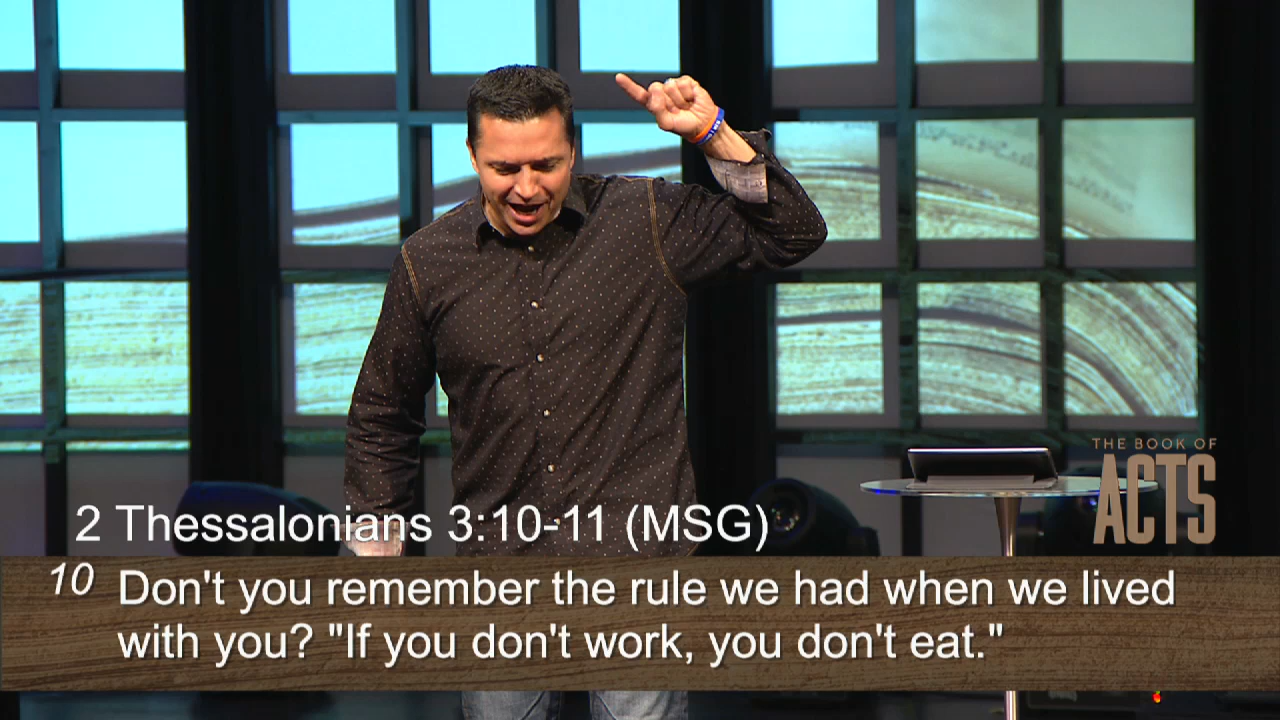 THE BOOK OF
ACTS
2 Thessalonians 3:10-11 (MSG)
10 Don't you remember the rule we had when we lived
with you? "If you don't work, you don't eat."